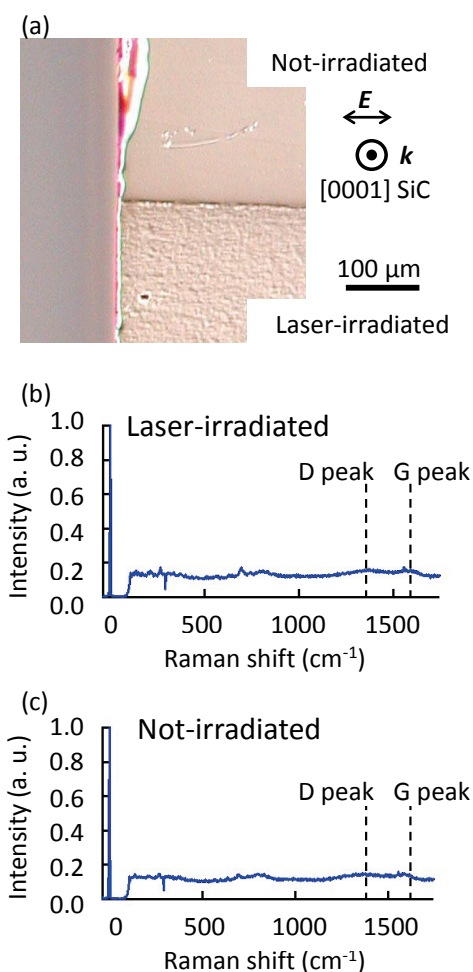 (a)
Not-irradiated
E
k
[0001] SiC
100 μm
Laser-irradiated
(b)
Laser-irradiated
D peak G peak
Intensity (a. u.)
1.0
0.8
0.6
0.4
0.2
0.0
0 500 1000 1500
Raman shift (cm⁻¹)
(c)
Not-irradiated
D peak G peak
Intensity (a. u.)
1.0
0.8
0.6
0.4
0.2
0.0
0 500 1000 1500
Raman shift (cm⁻¹)